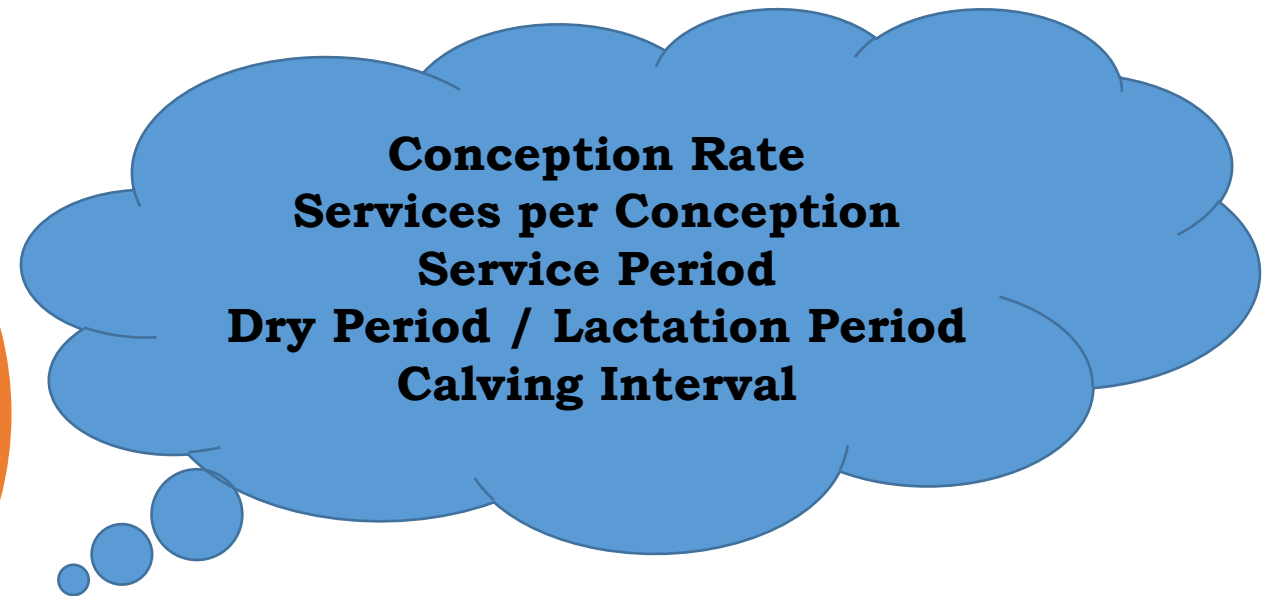 Conception Rate
Services per Conception
Service Period
Dry Period / Lactation Period
Calving Interval